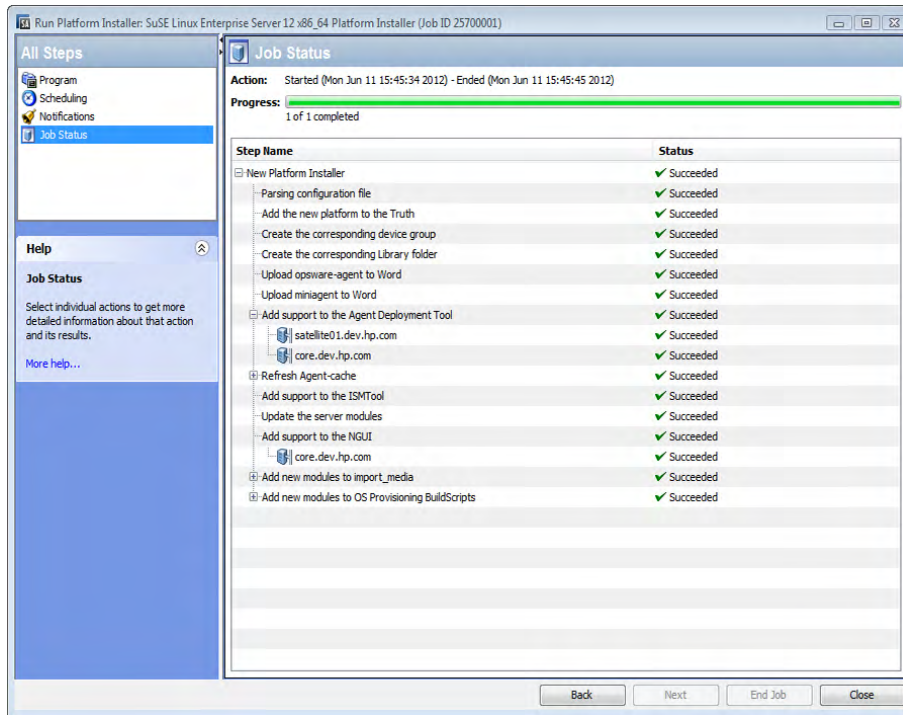 Run Platform Installer: SuSE Linux Enterprise Server 12 x86_64 Platform Installer (Job ID 25700001)
All Steps
Program
Scheduling
Notifications
Job Status
Help
Job Status
Select individual actions to get more
detailed information about that action
and its results.
More help...
Job Status
Action: Started (Mon Jun 11 15:45:34 2012) - Ended (Mon Jun 11 15:45:45 2012)
Progress:
1 of 1 completed
Step Name Status
New Platform Installer Succeeded
Parsing configuration file Succeeded
Add the new platform to the Truth Succeeded
Create the corresponding device group Succeeded
Create the corresponding Library folder Succeeded
Upload opsware-agent to Word Succeeded
Upload miniagent to Word Succeeded
Add support to the Agent Deployment Tool Succeeded
satellite01.dev.hp.com Succeeded
core.dev.hp.com Succeeded
Refresh Agent-cache Succeeded
Add support to the ISMTool Succeeded
Update the server modules Succeeded
Add support to the NGUI Succeeded
core.dev.hp.com Succeeded
Add new modules to import_media Succeeded
Add new modules to OS Provisioning BuildScripts Succeeded
Back Next End Job Close